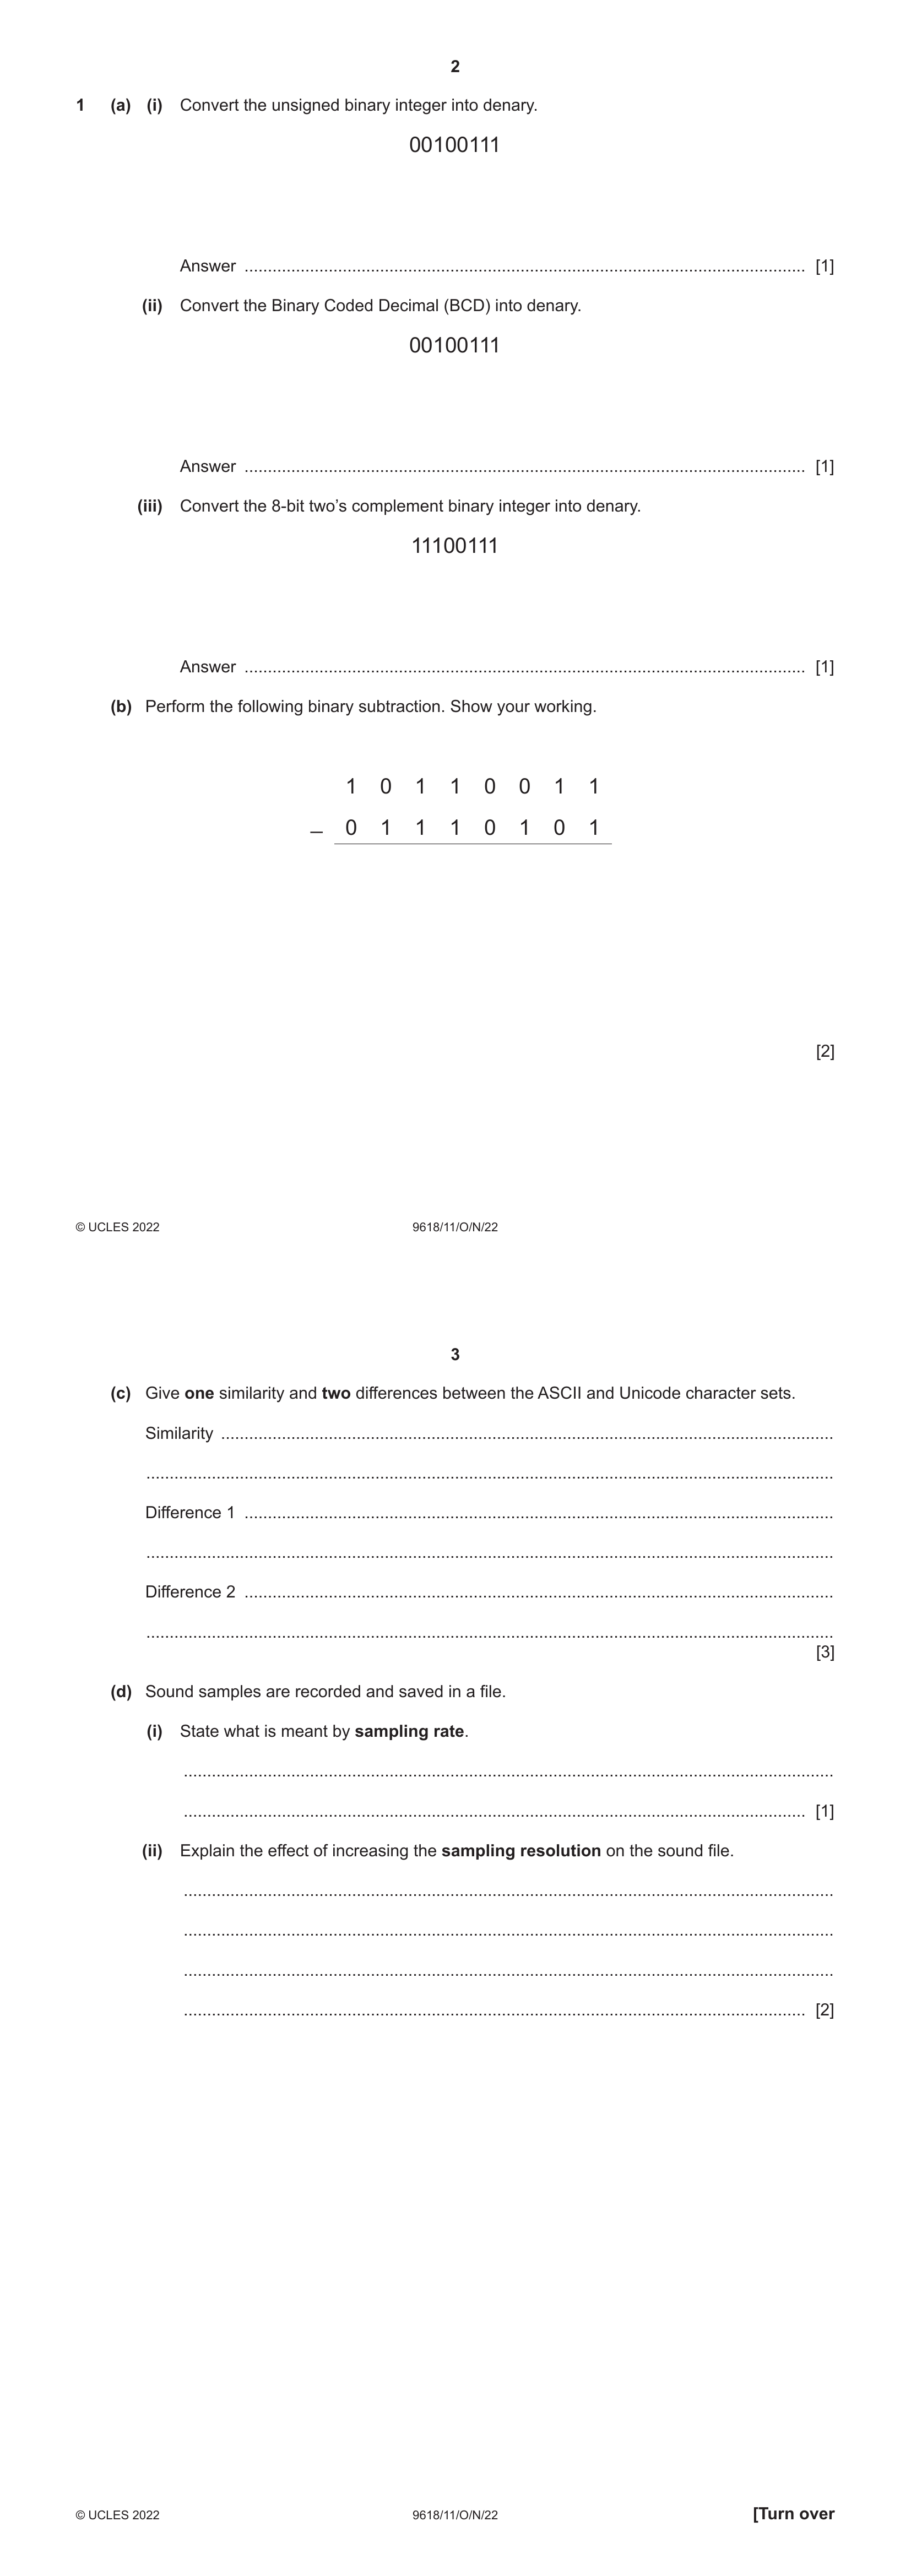 2
1 (a) (i) Convert the unsigned binary integer into denary.
00100111
Answer .......................................................................................................................... [1]
(ii) Convert the Binary Coded Decimal (BCD) into denary.
00100111
Answer .......................................................................................................................... [1]
(iii) Convert the 8-bit two’s complement binary integer into denary.
11100111
Answer .......................................................................................................................... [1]
(b) Perform the following binary subtraction. Show your working.
1 0 1 1 0 0 1 1
– 0 1 1 1 0 1 0 1
[2]
© UCLES 2022 9618/11/O/N/22
3
(c) Give one similarity and two differences between the ASCII and Unicode character sets.
Similarity ....................................................................................................................................
....................................................................................................................................................
Difference 1 ...............................................................................................................................
....................................................................................................................................................
Difference 2 ...............................................................................................................................
....................................................................................................................................................
[3]
(d) Sound samples are recorded and saved in a file.
(i) State what is meant by sampling rate.
............................................................................................................................................
...................................................................................................................................... [1]
(ii) Explain the effect of increasing the sampling resolution on the sound file.
............................................................................................................................................
............................................................................................................................................
............................................................................................................................................
...................................................................................................................................... [2]
© UCLES 2022 9618/11/O/N/22 [Turn over